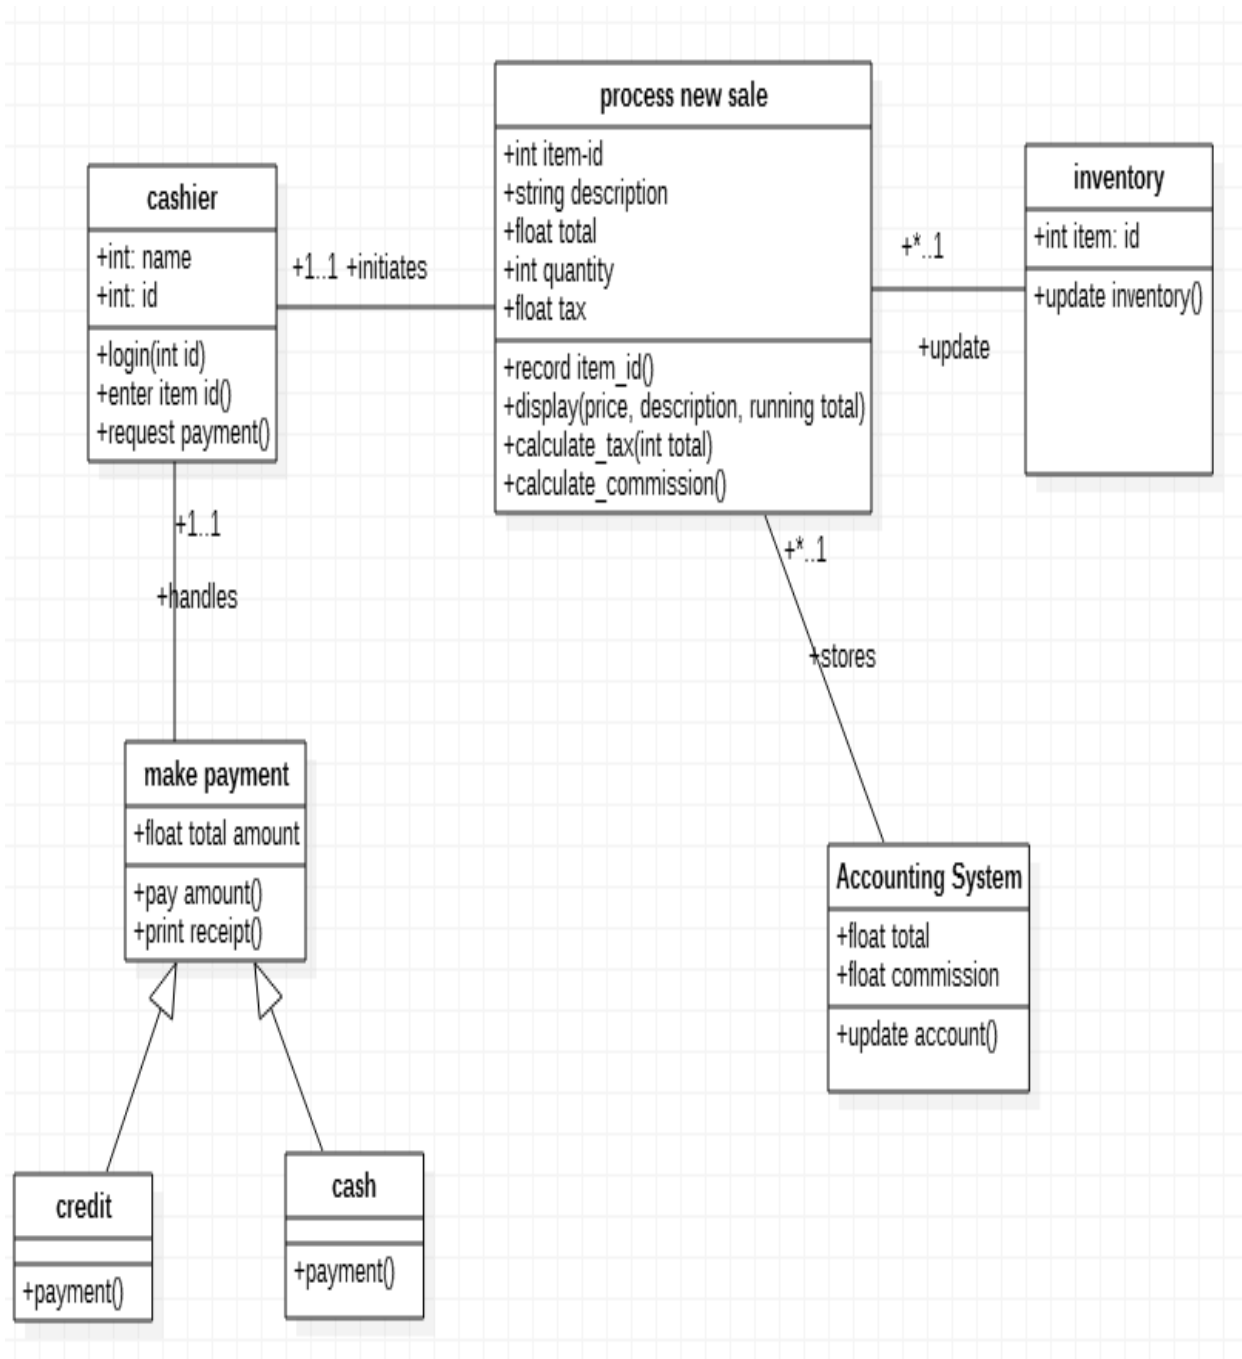 process new sale
+int item-id
+string description
+float total
+int quantity
+float tax
+record item_id()
+display(price, description, running total)
+calculate_tax(int total)
+calculate_commission()
inventory
+int item: id
+update inventory()
cashier
+int: name
+int: id
+login(int id)
+enter item id()
+request payment()
+1..1 +initiates
+*..1
+update
+1..1
+handles
+*..1
+stores
make payment
+float total amount
+pay amount()
+print receipt()
Accounting System
+float total
+float commission
+update account()
credit
+payment()
cash
+payment()